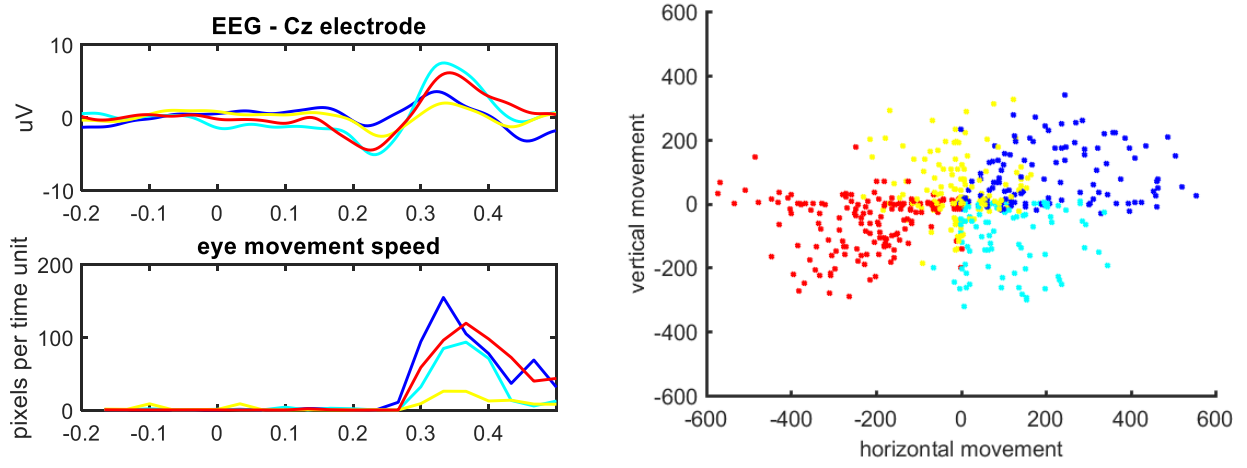 EEG - Cz electrode
uV
10
0
-10
-0.2 -0.1 0 0.1 0.2 0.3 0.4
eye movement speed
pixels per time unit
200
100
0
-0.2 -0.1 0 0.1 0.2 0.3 0.4
vertical movement
600
400
200
0
-200
-400
-600
-600 -400 -200 0 200 400 600
horizontal movement